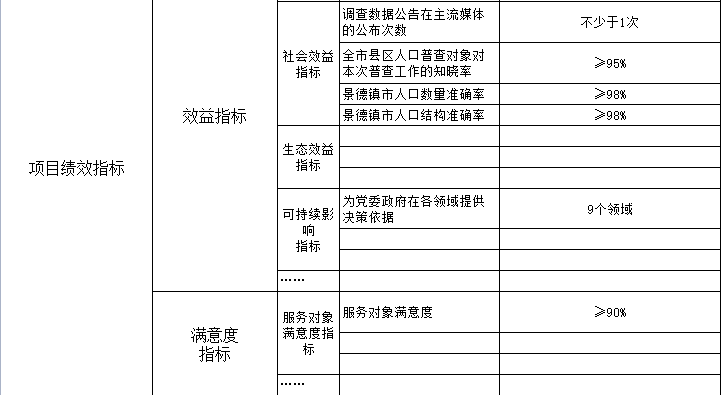 项目绩效指标
效益指标
社会效益
指标
调查数据公告在主流媒体
的公布次数
不少于1次
全市县区人口普查对象对
本次普查工作的知晓率
≥95%
景德镇市人口数量准确率
≥98%
景德镇市人口结构准确率
≥98%
生态效益
指标
可持续影
响
指标
为党委政府在各领域提供
决策依据
9个领域
……
满意度
指标
服务对象
满意度指
标
服务对象满意度
≥90%
……